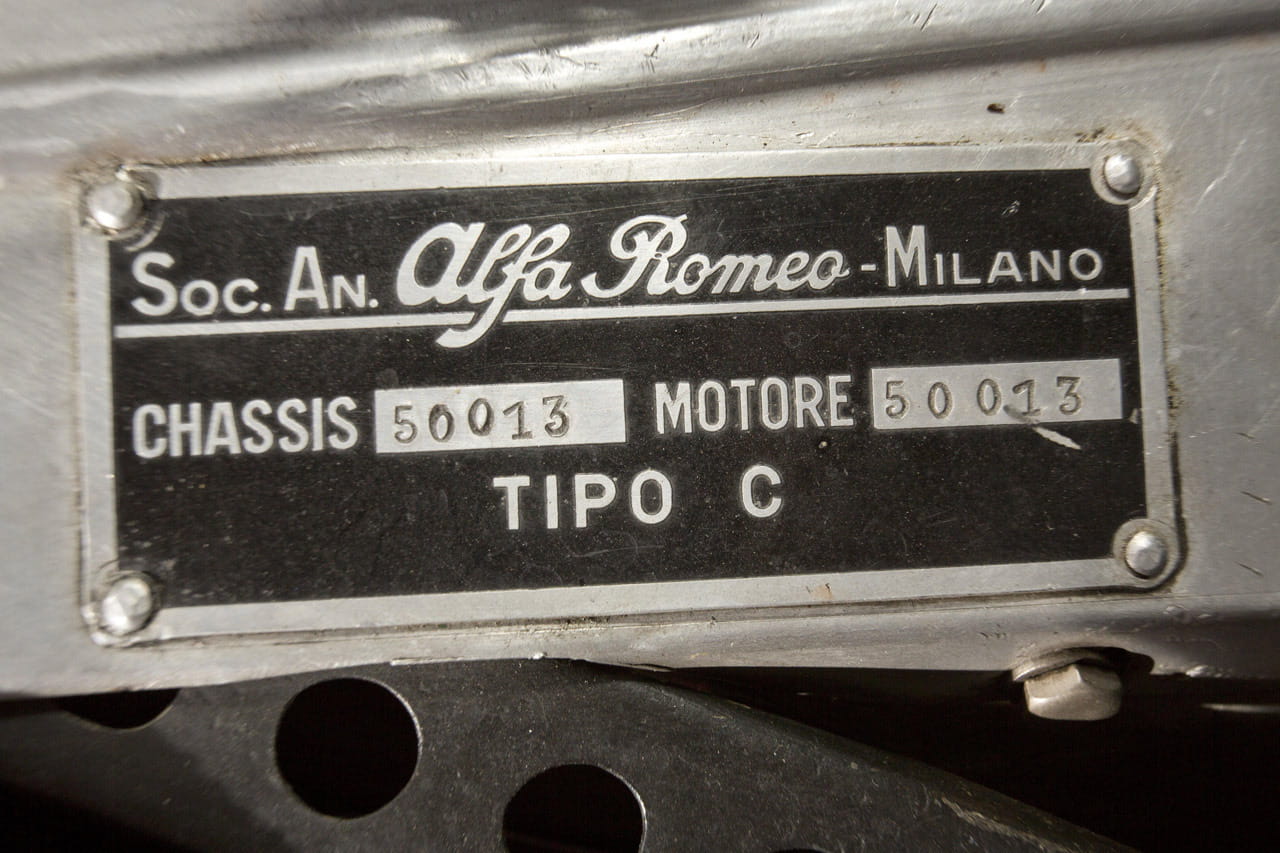 Soc. An. Alfa Romeo - Milano
CHASSIS 50013 MOTORE 50013
TIPO C